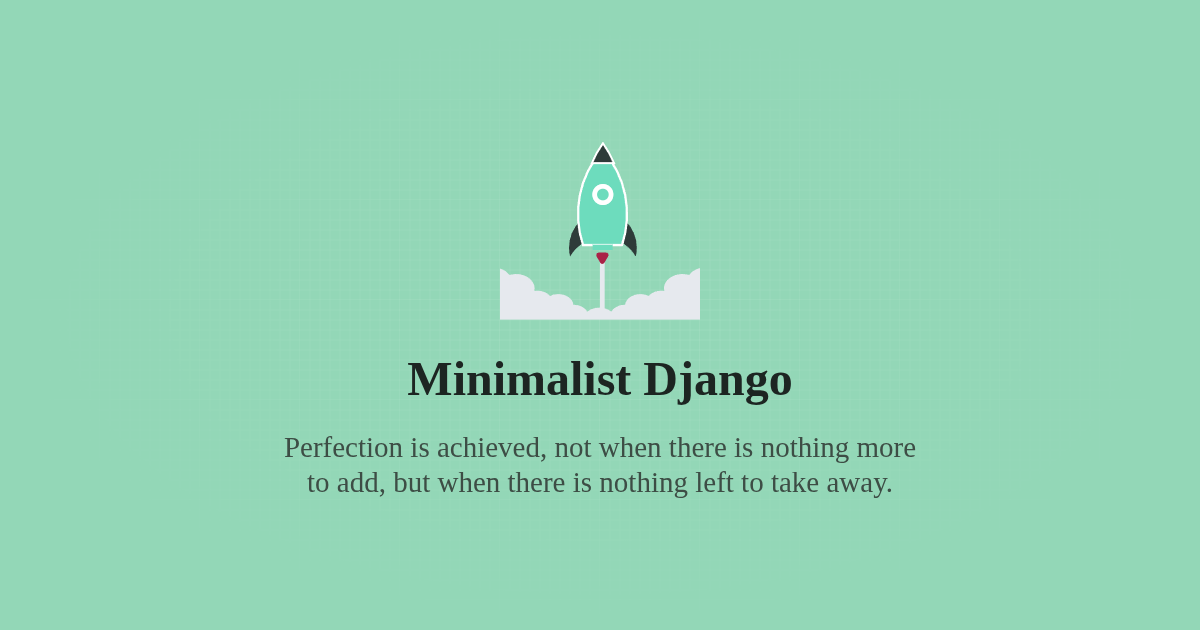 Minimalist Django
Perfection is achieved, not when there is nothing more
to add, but when there is nothing left to take away.